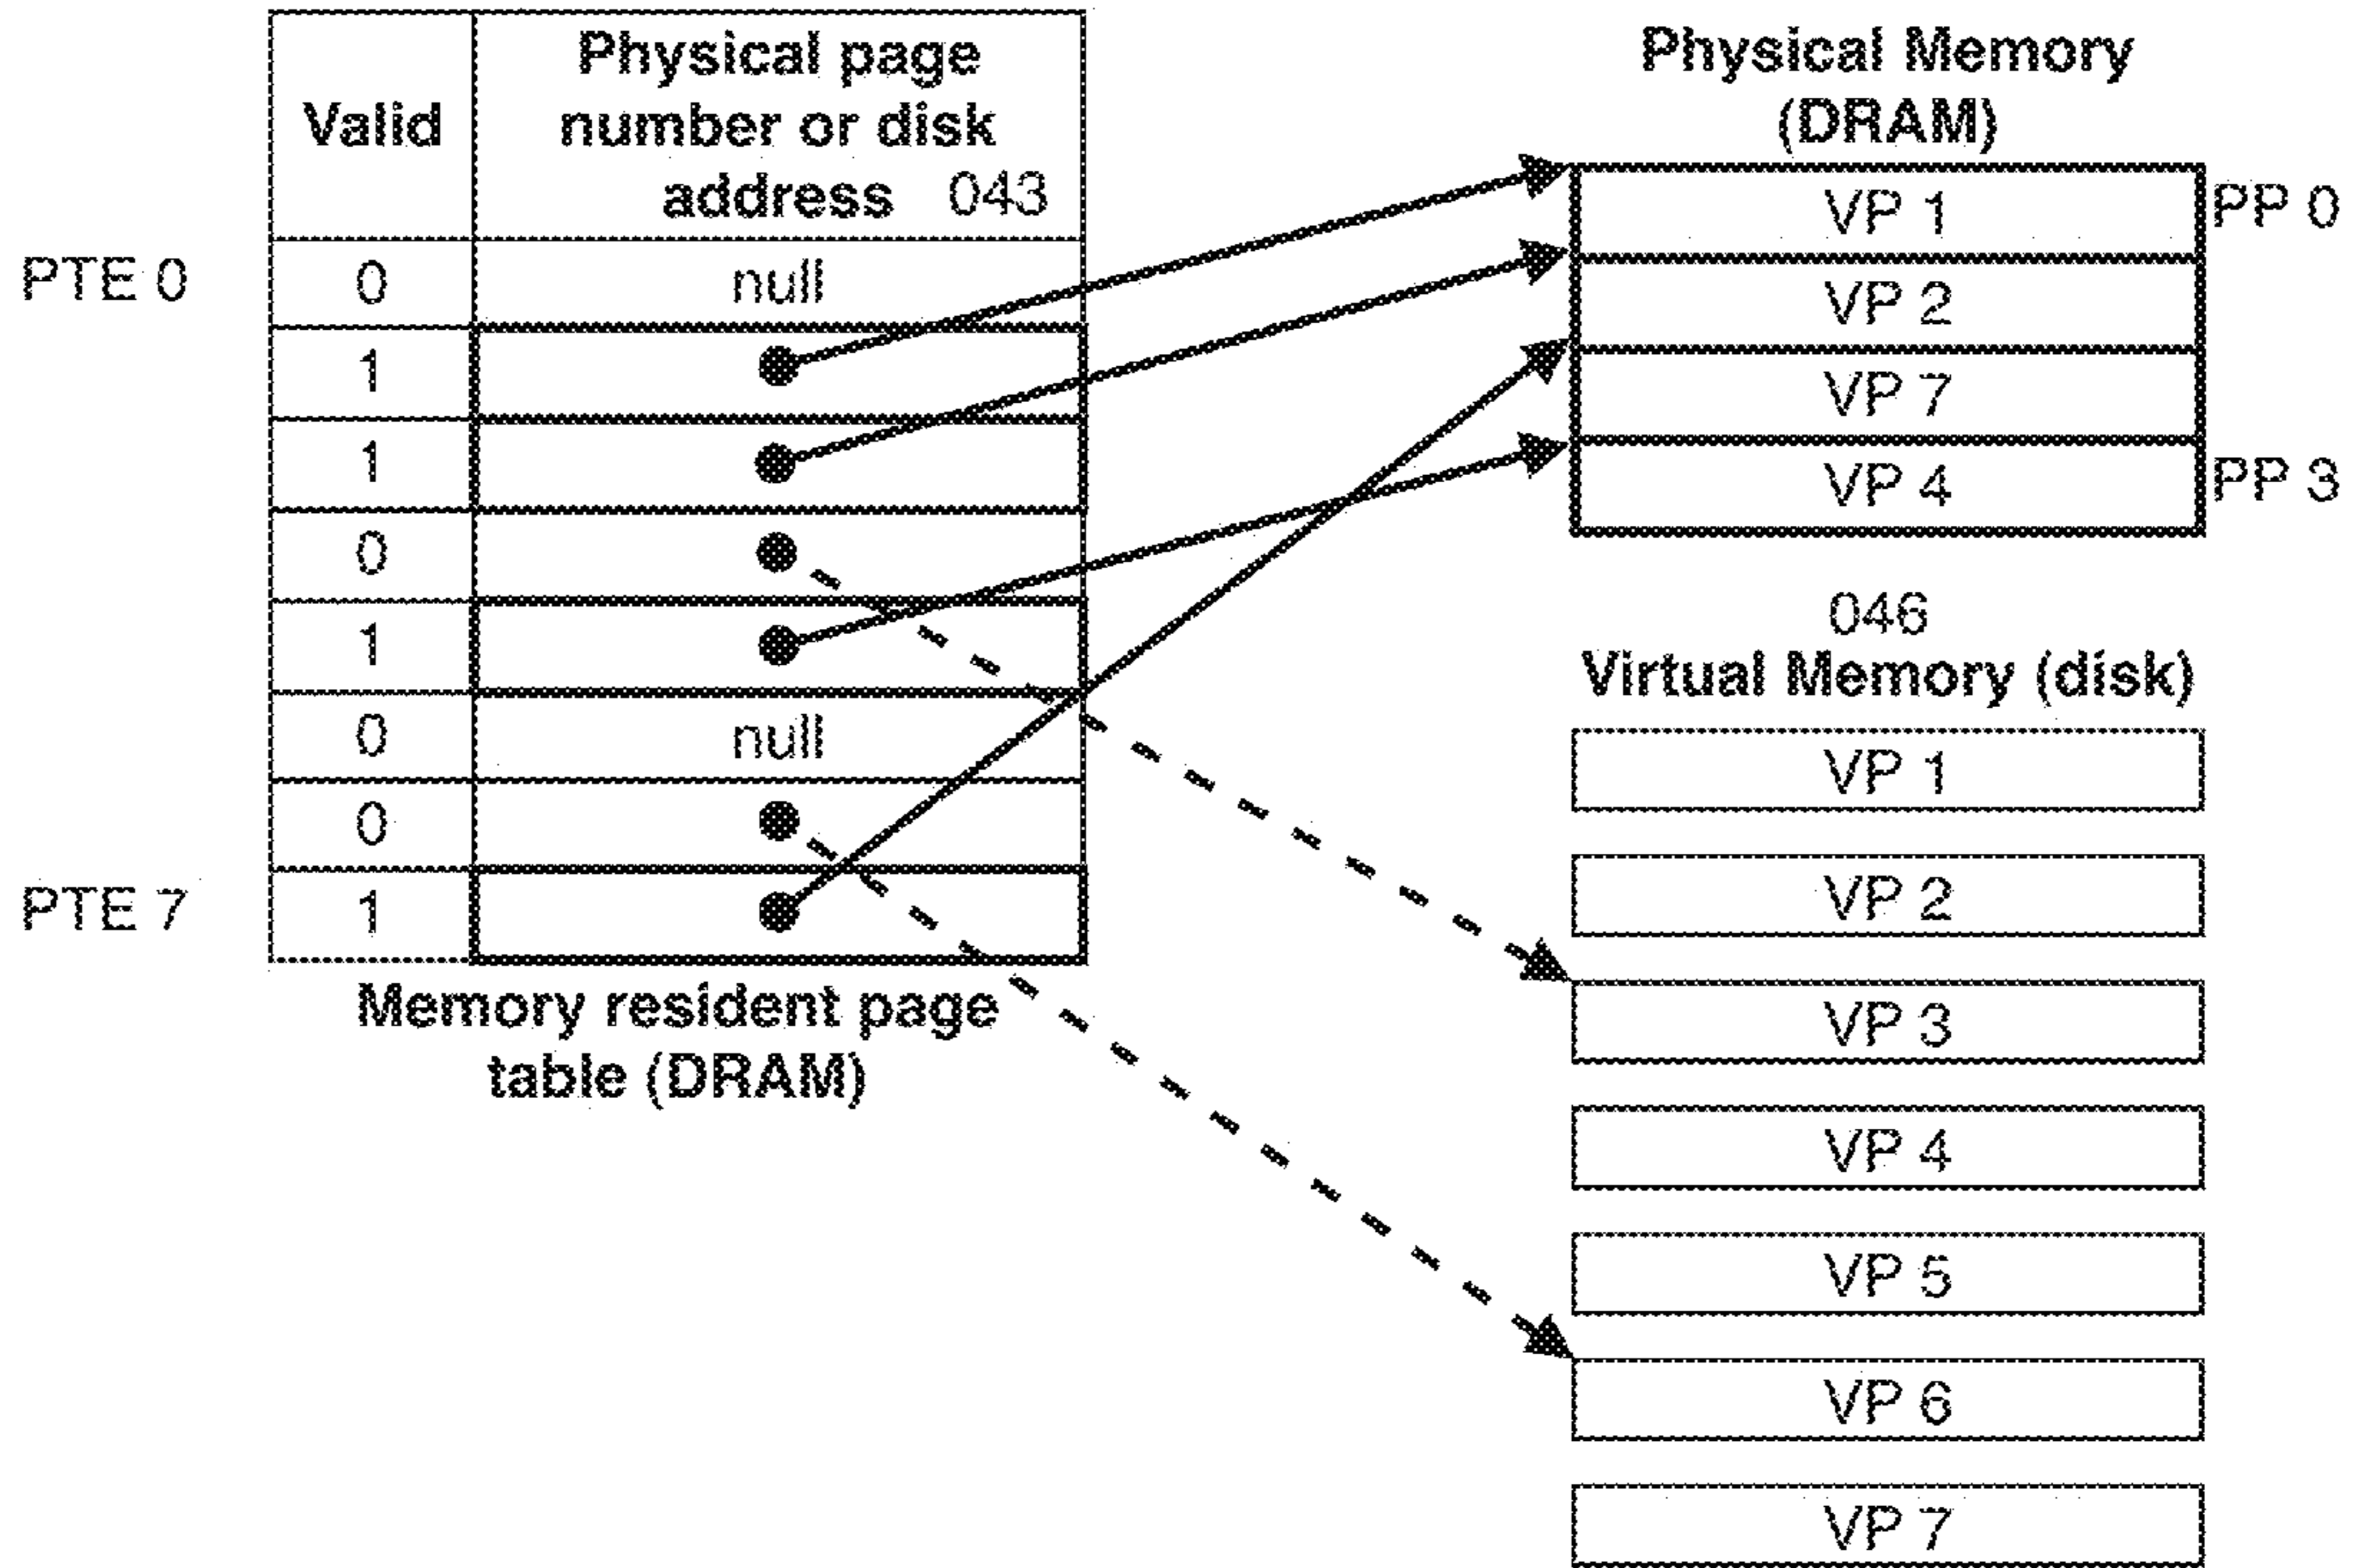 Valid
Physical page
number or disk
address 043
PTE 0
0
null
1
1
0
1
0
null
0
PTE 7
1
Memory resident page
table (DRAM)
Physical Memory
(DRAM)
VP 1
PP 0
VP 2
VP 7
VP 4
PP 3
046
Virtual Memory (disk)
VP 1
VP 2
VP 3
VP 4
VP 5
VP 6
VP 7